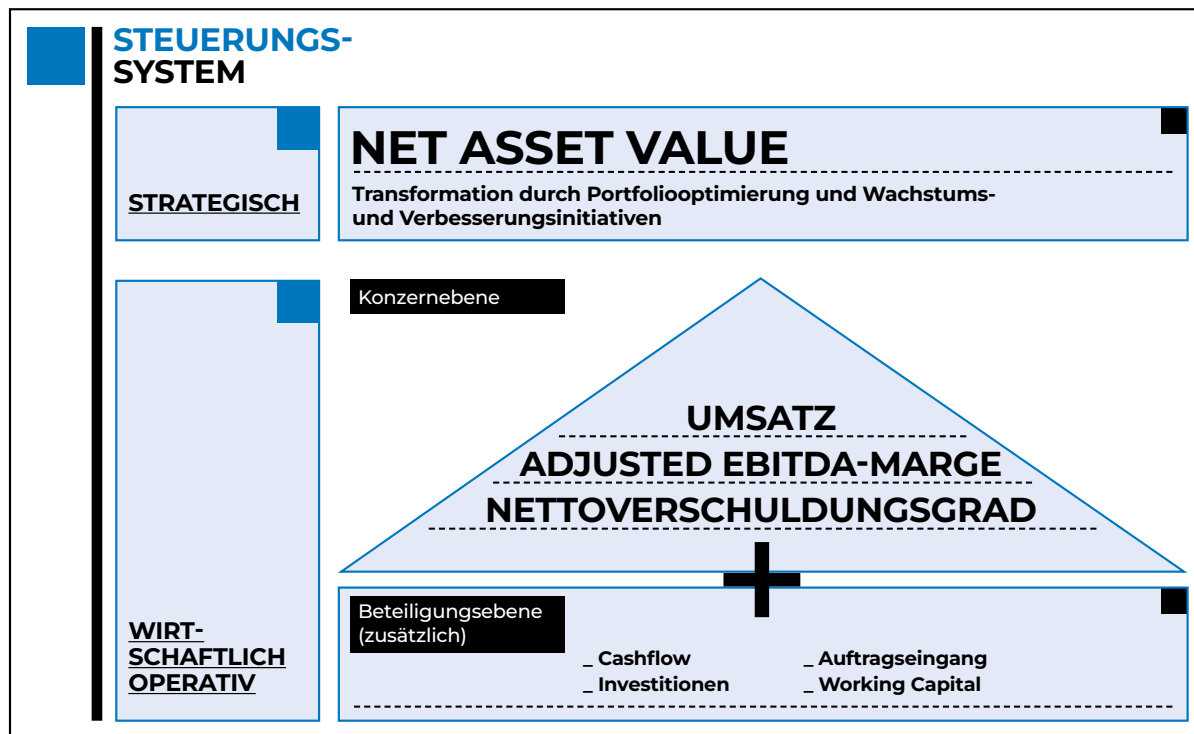 STEUERUNGS-
SYSTEM
STRATEGISCH
NET ASSET VALUE
Transformation durch Portfoliooptimierung und Wachstums-
und Verbesserungsinitiativen
WIRT-
SCHAFTLICH
OPERATIV
Konzernebene
UMSATZ
ADJUSTED EBITDA-MARGE
NETTOVERSCHULDUNGSGRAD
+
Beteiligungsebene
(zusätzlich)
_ Cashflow
_ Investitionen
_ Auftragseingang
_ Working Capital